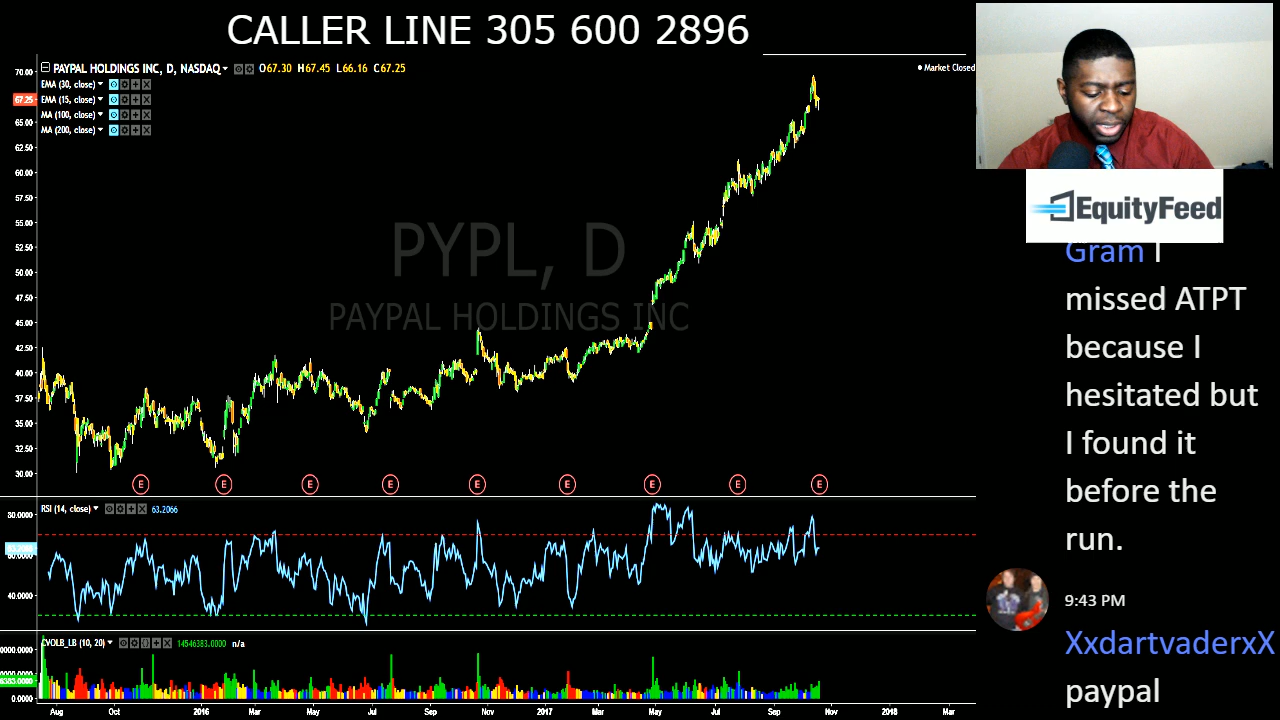 CALLER LINE 305 600 2896
PAYPAL HOLDINGS INC, D, NASDAQ O67.30 H67.45 L66.16 C67.25
Market Closed
EMA (30, close)
EMA (15, close)
MA (100, close)
MA (200, close)
70.00
67.25
65.00
62.50
60.00
57.50
55.00
52.50
50.00
47.50
45.00
42.50
40.00
37.50
35.00
32.50
30.00
PYPL, D
PAYPAL HOLDINGS INC
E E E E E E E E E
RSI (14, close) 63.2066
80.0000
60.0000
40.0000
CVOLB_LB (10, 20) 14546383.0000 n/a
0.0000
Aug Oct 2016 Mar May Jul Sep Nov 2017 Mar May Jul Sep Nov 2018 Mar
EquityFeed
Gram I
missed ATPT
because I
hesitated but
I found it
before the
run.
9:43 PM
XxdartvaderxX
paypal